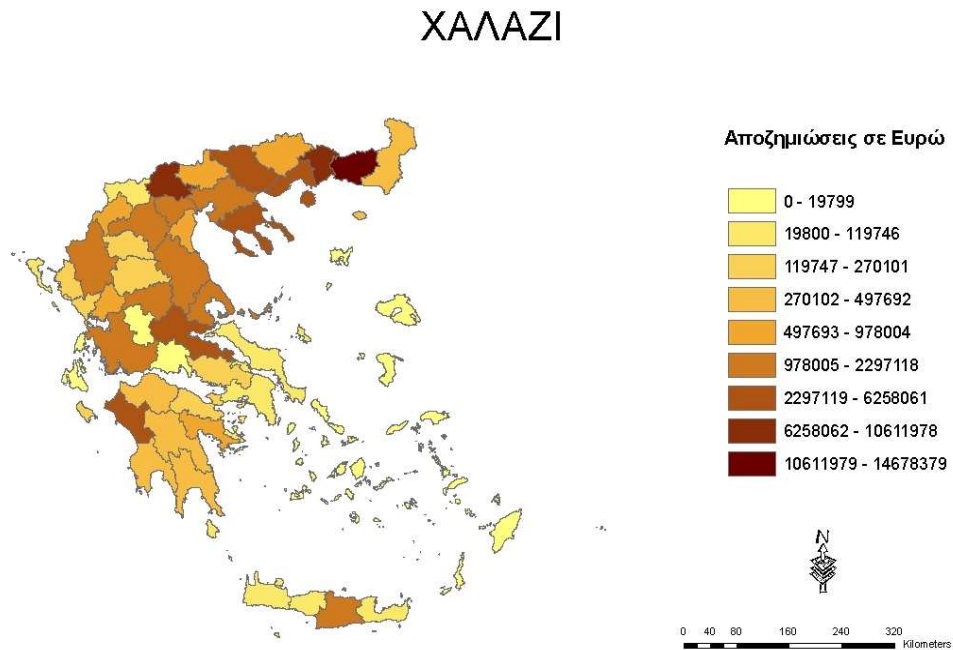 ΧΑΛΑΖΙ
Αποζημιώσεις σε Ευρώ
0 - 19799
19800 - 119746
119747 - 270101
270102 - 497692
497693 - 978004
978005 - 2297118
2297119 - 6258061
6258062 - 10611978
10611979 - 14678379
N
0 40 80 160 240 320
Kilometers